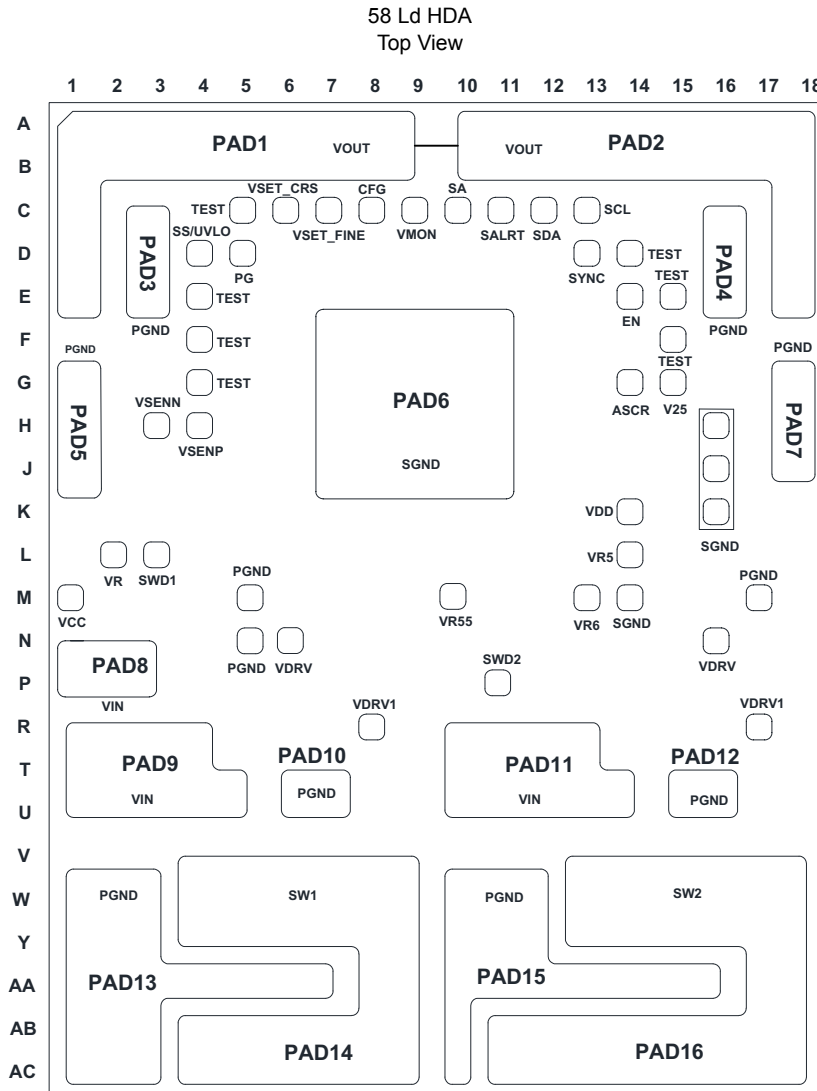 58 Ld HDA
Top View
1 2 3 4 5 6 7 8 9 10 11 12 13 14 15 16 17 18
A
PAD1 VOUT VOUT PAD2
B
VSET_CRS CFG SA
C TEST SCL
SS/UVLO VSET_FINE VMON SALRT SDA
PAD3 PAD4
D PG SYNC TEST
TEST
E TEST EN
PGND PGND
F TEST
PGND TEST PGND
G TEST
VSENN ASCR V25
PAD5 PAD6 PAD7
H
VSENP
J SGND
K VDD
SGND
L VR5
VR SWD1 PGND PGND
M
VCC VR55 VR6 SGND
N
PAD8 PGND VDRV SWD2 VDRV
P
VIN VDRV1 VDRV1
R
PAD9 PAD10 PAD11 PAD12
T
VIN PGND VIN PGND
U
V
W PGND SW1 PGND SW2
Y
AA PAD13 PAD15
AB
PAD14 PAD16
AC